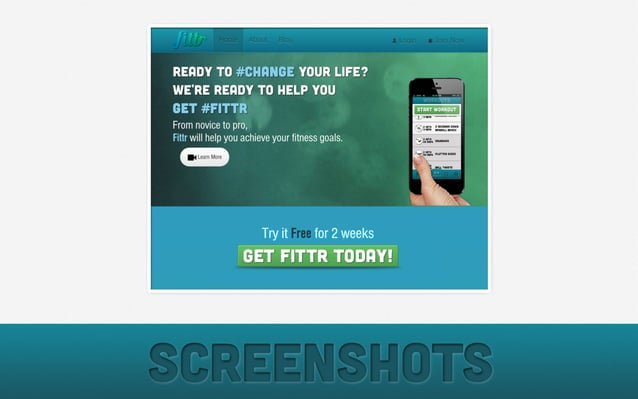 fittr
Home About Blog Login Join Now
READY TO #CHANGE YOUR LIFE?
WE'RE READY TO HELP YOU
GET #FITTR
From novice to pro,
Fittr will help you achieve your fitness goals.
Learn More
WORKOUTS
START WORKOUT
Try it Free for 2 weeks
GET FITTR TODAY!
SCREENSHOTS